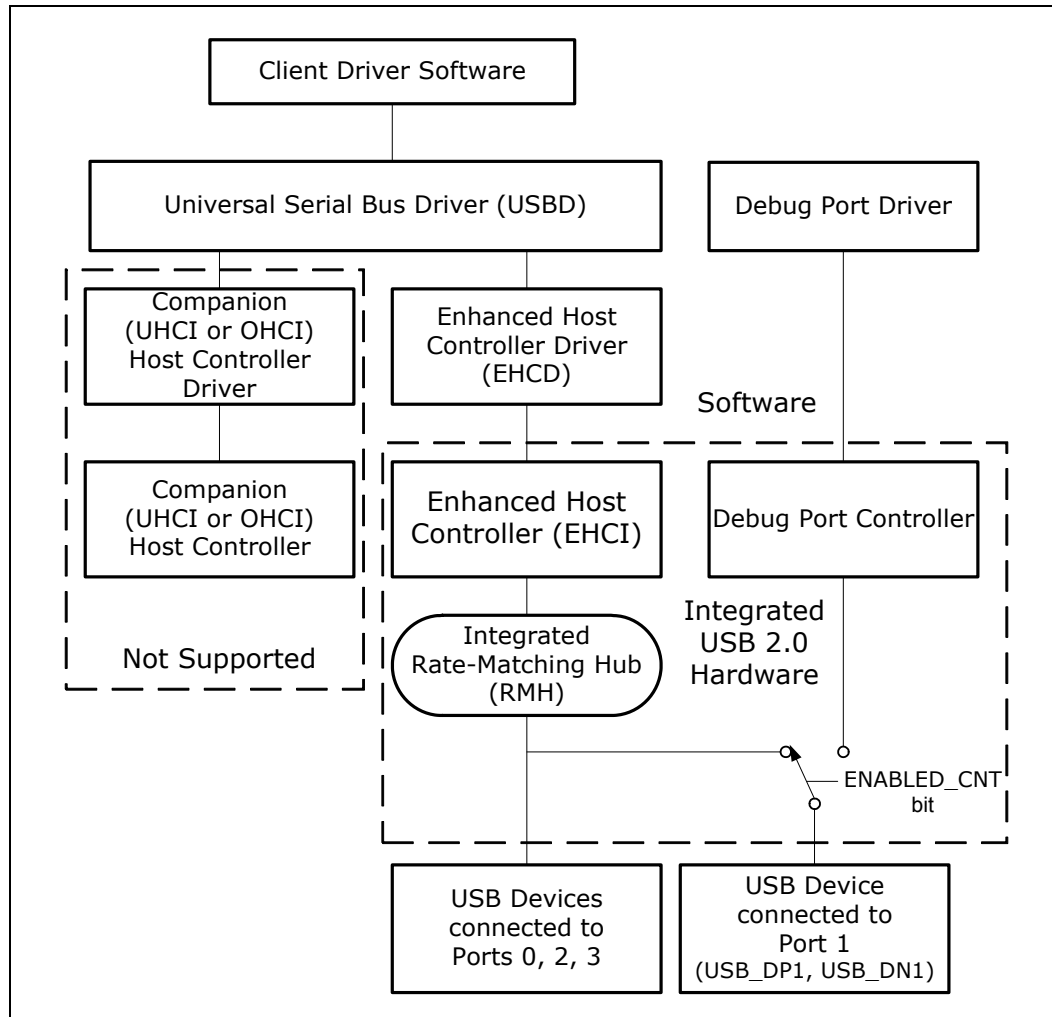 Client Driver Software
Universal Serial Bus Driver (USBD)
Debug Port Driver
Companion
(UHCI or OHCI)
Host Controller
Driver
Enhanced Host
Controller Driver
(EHCD)
Software
Companion
(UHCI or OHCI)
Host Controller
Enhanced Host
Controller (EHCI)
Debug Port Controller
Not Supported
Integrated
Rate-Matching Hub
(RMH)
Integrated
USB 2.0
Hardware
ENABLED_CNT
bit
USB Devices
connected to
Ports 0, 2, 3
USB Device
connected to
Port 1
(USB_DP1, USB_DN1)